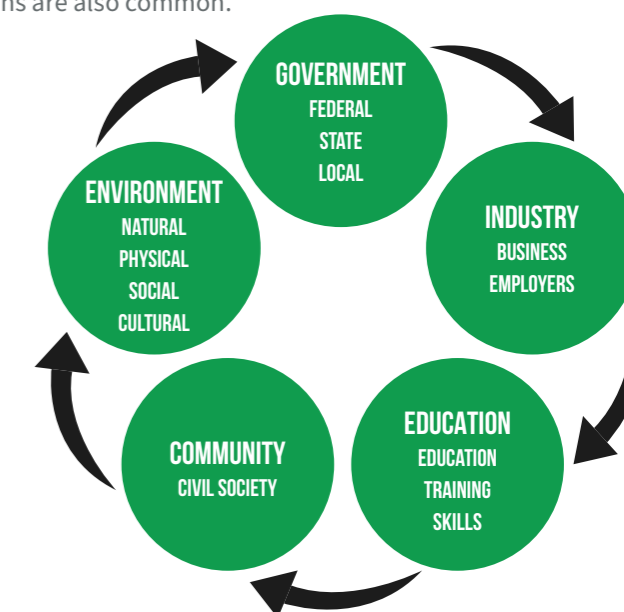 ns are also common.
GOVERNMENT
FEDERAL
STATE
LOCAL
INDUSTRY
BUSINESS
EMPLOYERS
EDUCATION
EDUCATION
TRAINING
SKILLS
COMMUNITY
CIVIL SOCIETY
ENVIRONMENT
NATURAL
PHYSICAL
SOCIAL
CULTURAL